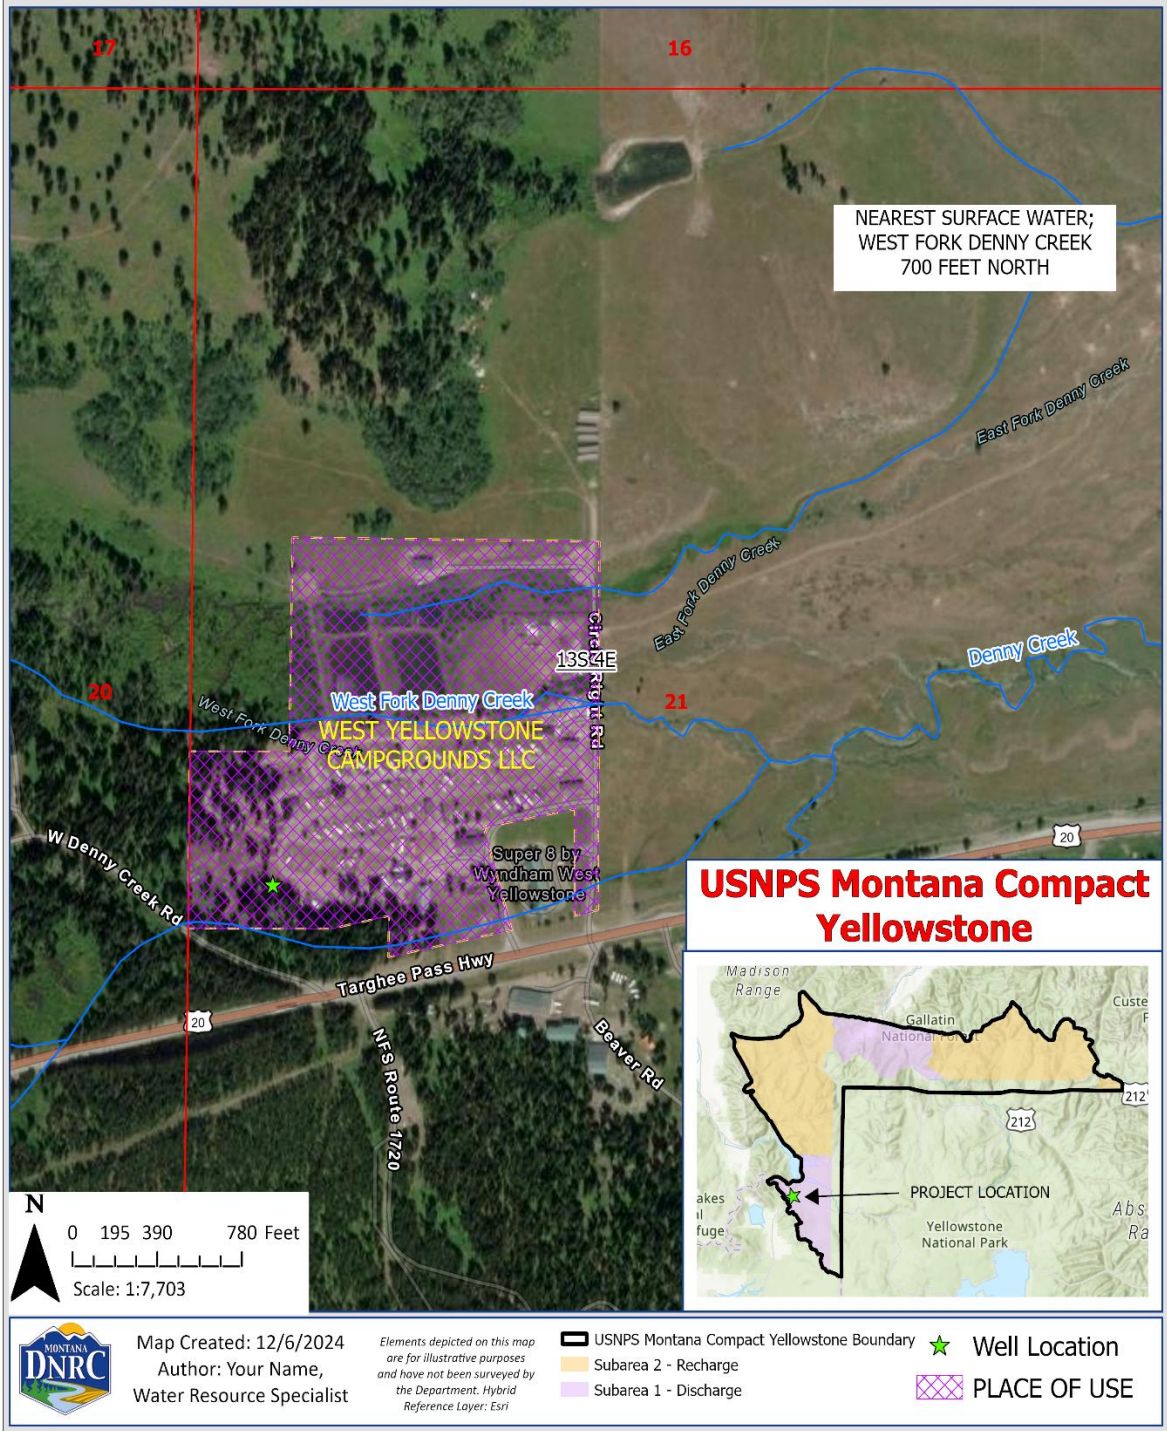 17
16
NEAREST SURFACE WATER;
WEST FORK DENNY CREEK
700 FEET NORTH
East Fork Denny Creek
East Fork Denny Creek
Circle Right Rd
13S 4E
Denny Creek
20
West Fork Denny Creek
West Fork Denny Creek
21
WEST YELLOWSTONE
CAMPGROUNDS LLC
W Denny Creek Rd
Super 8 by
Wyndham West
Yellowstone
20
Targhee Pass Hwy
20
NFS Route 1720
Beaver Rd
USNPS Montana Compact
Yellowstone
Madison
Range
Gallatin
National Forest
Custe
F
212
212
PROJECT LOCATION
akes
al
fuge
Yellowstone
National Park
Abs
Ra
N
0 195 390 780 Feet
Scale: 1:7,703
MONTANA
DNRC
Map Created: 12/6/2024
Author: Your Name,
Water Resource Specialist
Elements depicted on this map
are for illustrative purposes
and have not been surveyed by
the Department. Hybrid
Reference Layer: Esri
USNPS Montana Compact Yellowstone Boundary
Subarea 2 - Recharge
Subarea 1 - Discharge
Well Location
PLACE OF USE